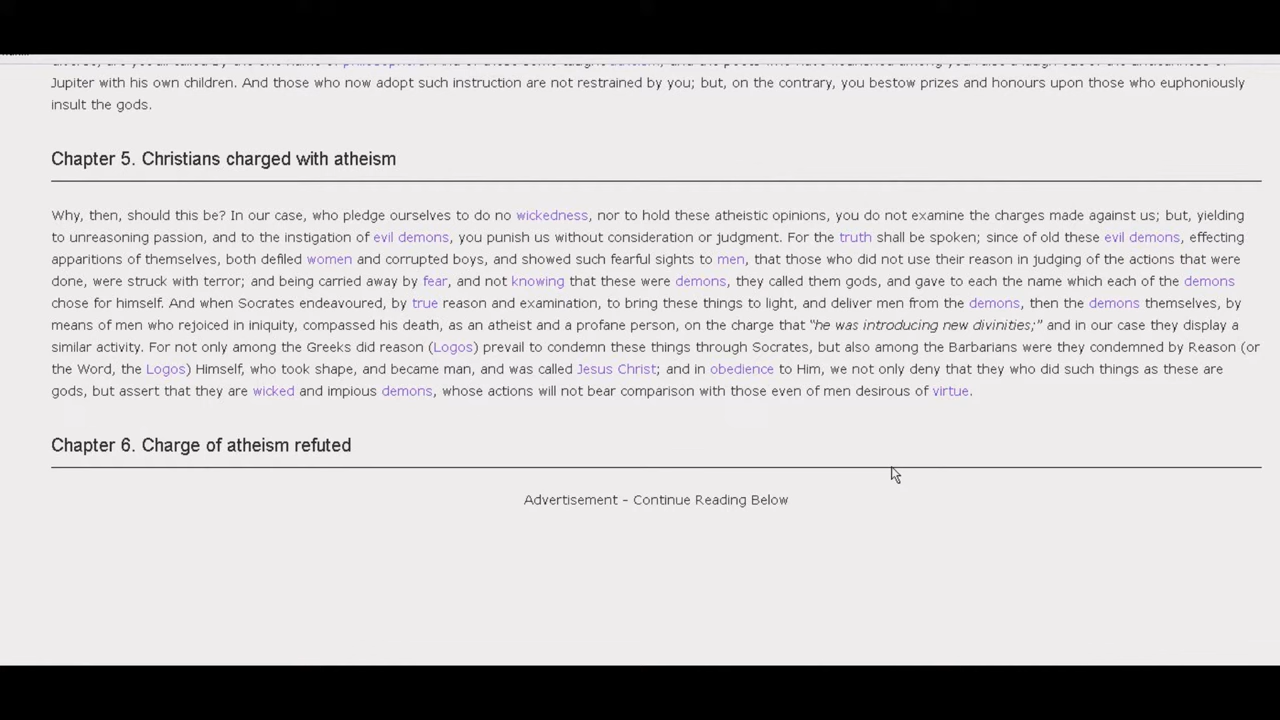 Jupiter with his own children. And those who now adopt such instruction are not restrained by you; but, on the contrary, you bestow prizes and honours upon those who euphoniously
insult the gods.
Chapter 5. Christians charged with atheism
Why, then, should this be? In our case, who pledge ourselves to do no wickedness, nor to hold these atheistic opinions, you do not examine the charges made against us; but, yielding
to unreasoning passion, and to the instigation of evil demons, you punish us without consideration or judgment. For the truth shall be spoken; since of old these evil demons, effecting
apparitions of themselves, both defiled women and corrupted boys, and showed such fearful sights to men, that those who did not use their reason in judging of the actions that were
done, were struck with terror; and being carried away by fear, and not knowing that these were demons, they called them gods, and gave to each the name which each of the demons
chose for himself. And when Socrates endeavoured, by true reason and examination, to bring these things to light, and deliver men from the demons, then the demons themselves, by
means of men who rejoiced in iniquity, compassed his death, as an atheist and a profane person, on the charge that "he was introducing new divinities;" and in our case they display a
similar activity. For not only among the Greeks did reason (Logos) prevail to condemn these things through Socrates, but also among the Barbarians were they condemned by Reason (or
the Word, the Logos) Himself, who took shape, and became man, and was called Jesus Christ; and in obedience to Him, we not only deny that they who did such things as these are
gods, but assert that they are wicked and impious demons, whose actions will not bear comparison with those even of men desirous of virtue.
Chapter 6. Charge of atheism refuted
Advertisement - Continue Reading Below